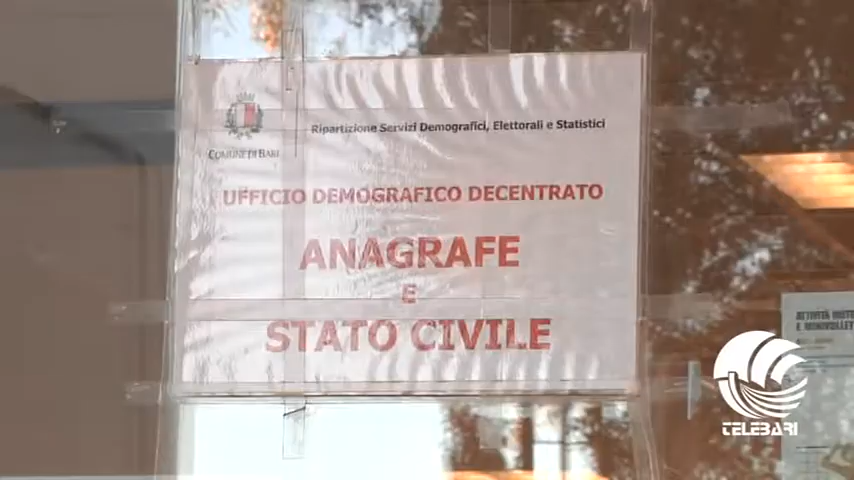 COMUNE DI BARI
Ripartizione Servizi Demografici, Elettorali e Statistici
UFFICIO DEMOGRAFICO DECENTRATO
ANAGRAFE
E
STATO CIVILE
TELEBARI